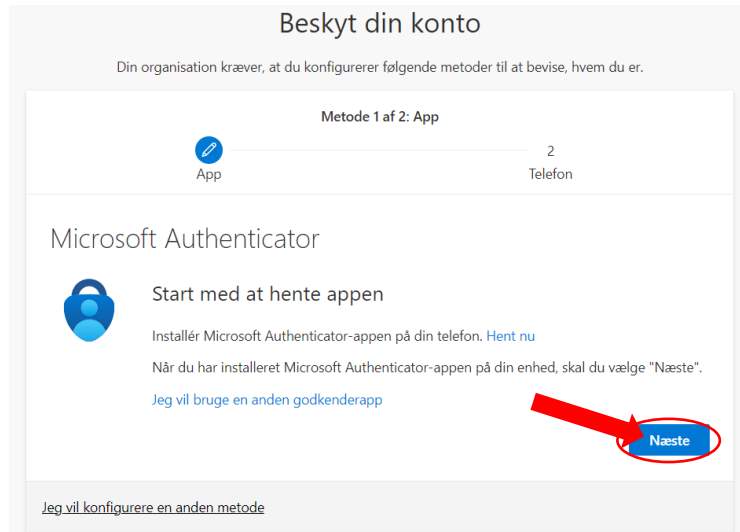 Beskyt din konto
Din organisation kræver, at du konfigurerer følgende metoder til at bevise, hvem du er.
Metode 1 af 2: App
App
2
Telefon
Microsoft Authenticator
Start med at hente appen
Installér Microsoft Authenticator-appen på din telefon. Hent nu
Når du har installeret Microsoft Authenticator-appen på din enhed, skal du vælge "Næste".
Jeg vil bruge en anden godkenderapp
Næste
Jeg vil konfigurere en anden metode